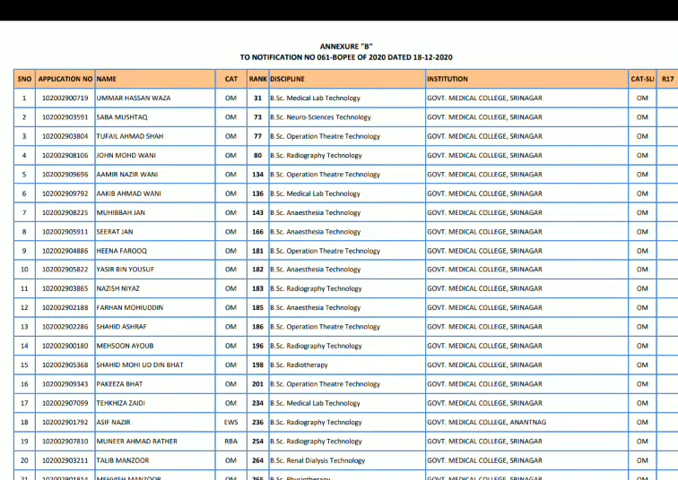 ANNEXURE "B"
TO NOTIFICATION NO 061-BOPEE OF 2020 DATED 18-12-2020
SNO APPLICATION NO NAME CAT RANK DISCIPLINE INSTITUTION CAT-SLI R17
1 102002900719 UMMAR HASSAN WAZA OM 31 B.Sc. Medical Lab Technology GOVT. MEDICAL COLLEGE, SRINAGAR OM
2 102002903591 SABA MUSHTAQ OM 73 B.Sc. Neuro-Sciences Technology GOVT. MEDICAL COLLEGE, SRINAGAR OM
3 102002903804 TUFAIL AHMAD SHAH OM 77 B.Sc. Operation Theatre Technology GOVT. MEDICAL COLLEGE, SRINAGAR OM
4 102002908106 JOHN MOHD WANI OM 80 B.Sc. Radiography Technology GOVT. MEDICAL COLLEGE, SRINAGAR OM
5 102002909696 AAMIR NAZIR WANI OM 134 B.Sc. Operation Theatre Technology GOVT. MEDICAL COLLEGE, SRINAGAR OM
6 102002909792 AAKIB AHMAD WANI OM 136 B.Sc. Medical Lab Technology GOVT. MEDICAL COLLEGE, SRINAGAR OM
7 102002908225 MUHIBBAH JAN OM 143 B.Sc. Anaesthesia Technology GOVT. MEDICAL COLLEGE, SRINAGAR OM
8 102002905911 SEERAT JAN OM 166 B.Sc. Anaesthesia Technology GOVT. MEDICAL COLLEGE, SRINAGAR OM
9 102002904886 HEENA FAROOQ OM 181 B.Sc. Operation Theatre Technology GOVT. MEDICAL COLLEGE, SRINAGAR OM
10 102002905822 YASIR BIN YOUSUF OM 182 B.Sc. Anaesthesia Technology GOVT. MEDICAL COLLEGE, SRINAGAR OM
11 102002903865 NAZISH NIYAZ OM 183 B.Sc. Radiography Technology GOVT. MEDICAL COLLEGE, SRINAGAR OM
12 102002902188 FARHAN MOHIUDDIN OM 185 B.Sc. Anaesthesia Technology GOVT. MEDICAL COLLEGE, SRINAGAR OM
13 102002902286 SHAHID ASHRAF OM 186 B.Sc. Operation Theatre Technology GOVT. MEDICAL COLLEGE, SRINAGAR OM
14 102002900180 MEHSOON AYOUB OM 196 B.Sc. Radiography Technology GOVT. MEDICAL COLLEGE, SRINAGAR OM
15 102002905368 SHAHID MOHI UD DIN BHAT OM 198 B.Sc. Radiotherapy GOVT. MEDICAL COLLEGE, SRINAGAR OM
16 102002909343 PAKEEZA BHAT OM 201 B.Sc. Operation Theatre Technology GOVT. MEDICAL COLLEGE, SRINAGAR OM
17 102002907099 TEHKHIZA ZAIDI OM 234 B.Sc. Medical Lab Technology GOVT. MEDICAL COLLEGE, SRINAGAR OM
18 102002901792 ASIF NAZIR EWS 236 B.Sc. Radiography Technology GOVT. MEDICAL COLLEGE, ANANTNAG OM
19 102002907810 MUNEER AHMAD RATHER RBA 254 B.Sc. Radiography Technology GOVT. MEDICAL COLLEGE, SRINAGAR OM
20 102002903211 TALIB MANZOOR OM 264 B.Sc. Renal Dialysis Technology GOVT. MEDICAL COLLEGE, SRINAGAR OM